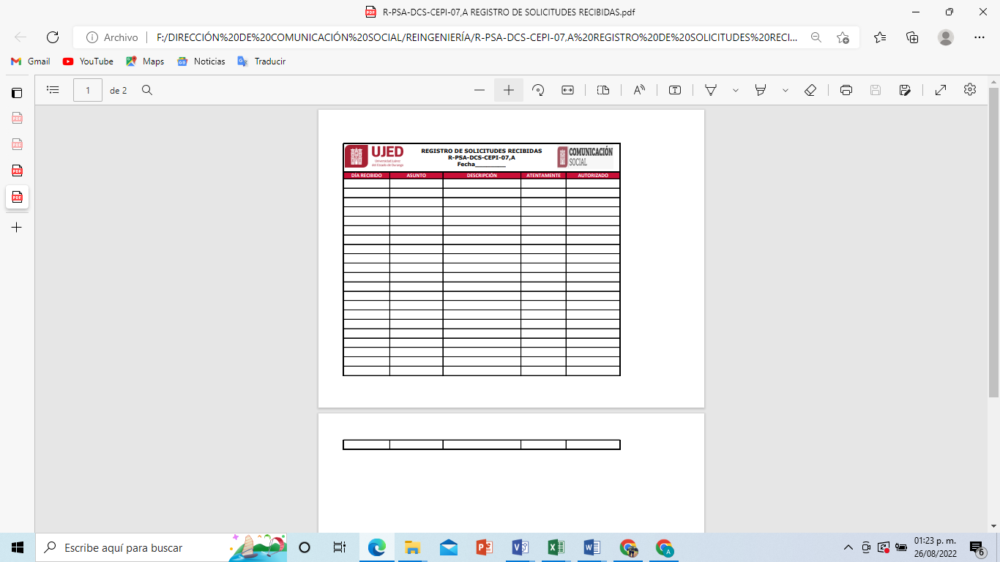 R-PSA-DCS-CEPI-07,A REGISTRO DE SOLICITUDES RECIBIDAS.pdf
Archivo
F:/DIRECCIÓN%20DE%20COMUNICACIÓN%20SOCIAL/REINGENIERÍA/R-PSA-DCS-CEPI-07,A%20REGISTRO%20DE%20SOLICITUDES%20RECI...
Gmail
YouTube
Maps
Noticias
Traducir
1 de 2
UJED
Universidad Juárez
del Estado de Durango
REGISTRO DE SOLICITUDES RECIBIDAS
R-PSA-DCS-CEPI-07,A
Fecha_________
COMUNICACIÓN
SOCIAL
DÍA RECIBIDO ASUNTO DESCRIPCIÓN ATENTAMENTE AUTORIZADO
Escribe aquí para buscar
01:23 p. m.
26/08/2022
6